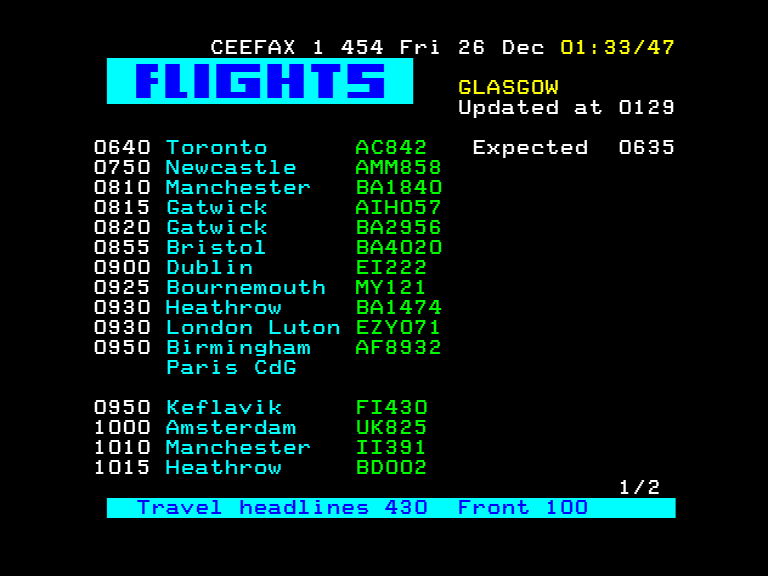 CEEFAX 1 454 Fri 26 Dec 01:33/47
FLIGHTS
GLASGOW
Updated at 0129
0640 Toronto AC842 Expected 0635
0750 Newcastle AMM858
0810 Manchester BA1840
0815 Gatwick AIH057
0820 Gatwick BA2956
0855 Bristol BA4020
0900 Dublin EI222
0925 Bournemouth MY121
0930 Heathrow BA1474
0930 London Luton EZY071
0950 Birmingham AF8932
Paris CdG
0950 Keflavik FI430
1000 Amsterdam UK825
1010 Manchester II391
1015 Heathrow BD002
1/2
Travel headlines 430 Front 100